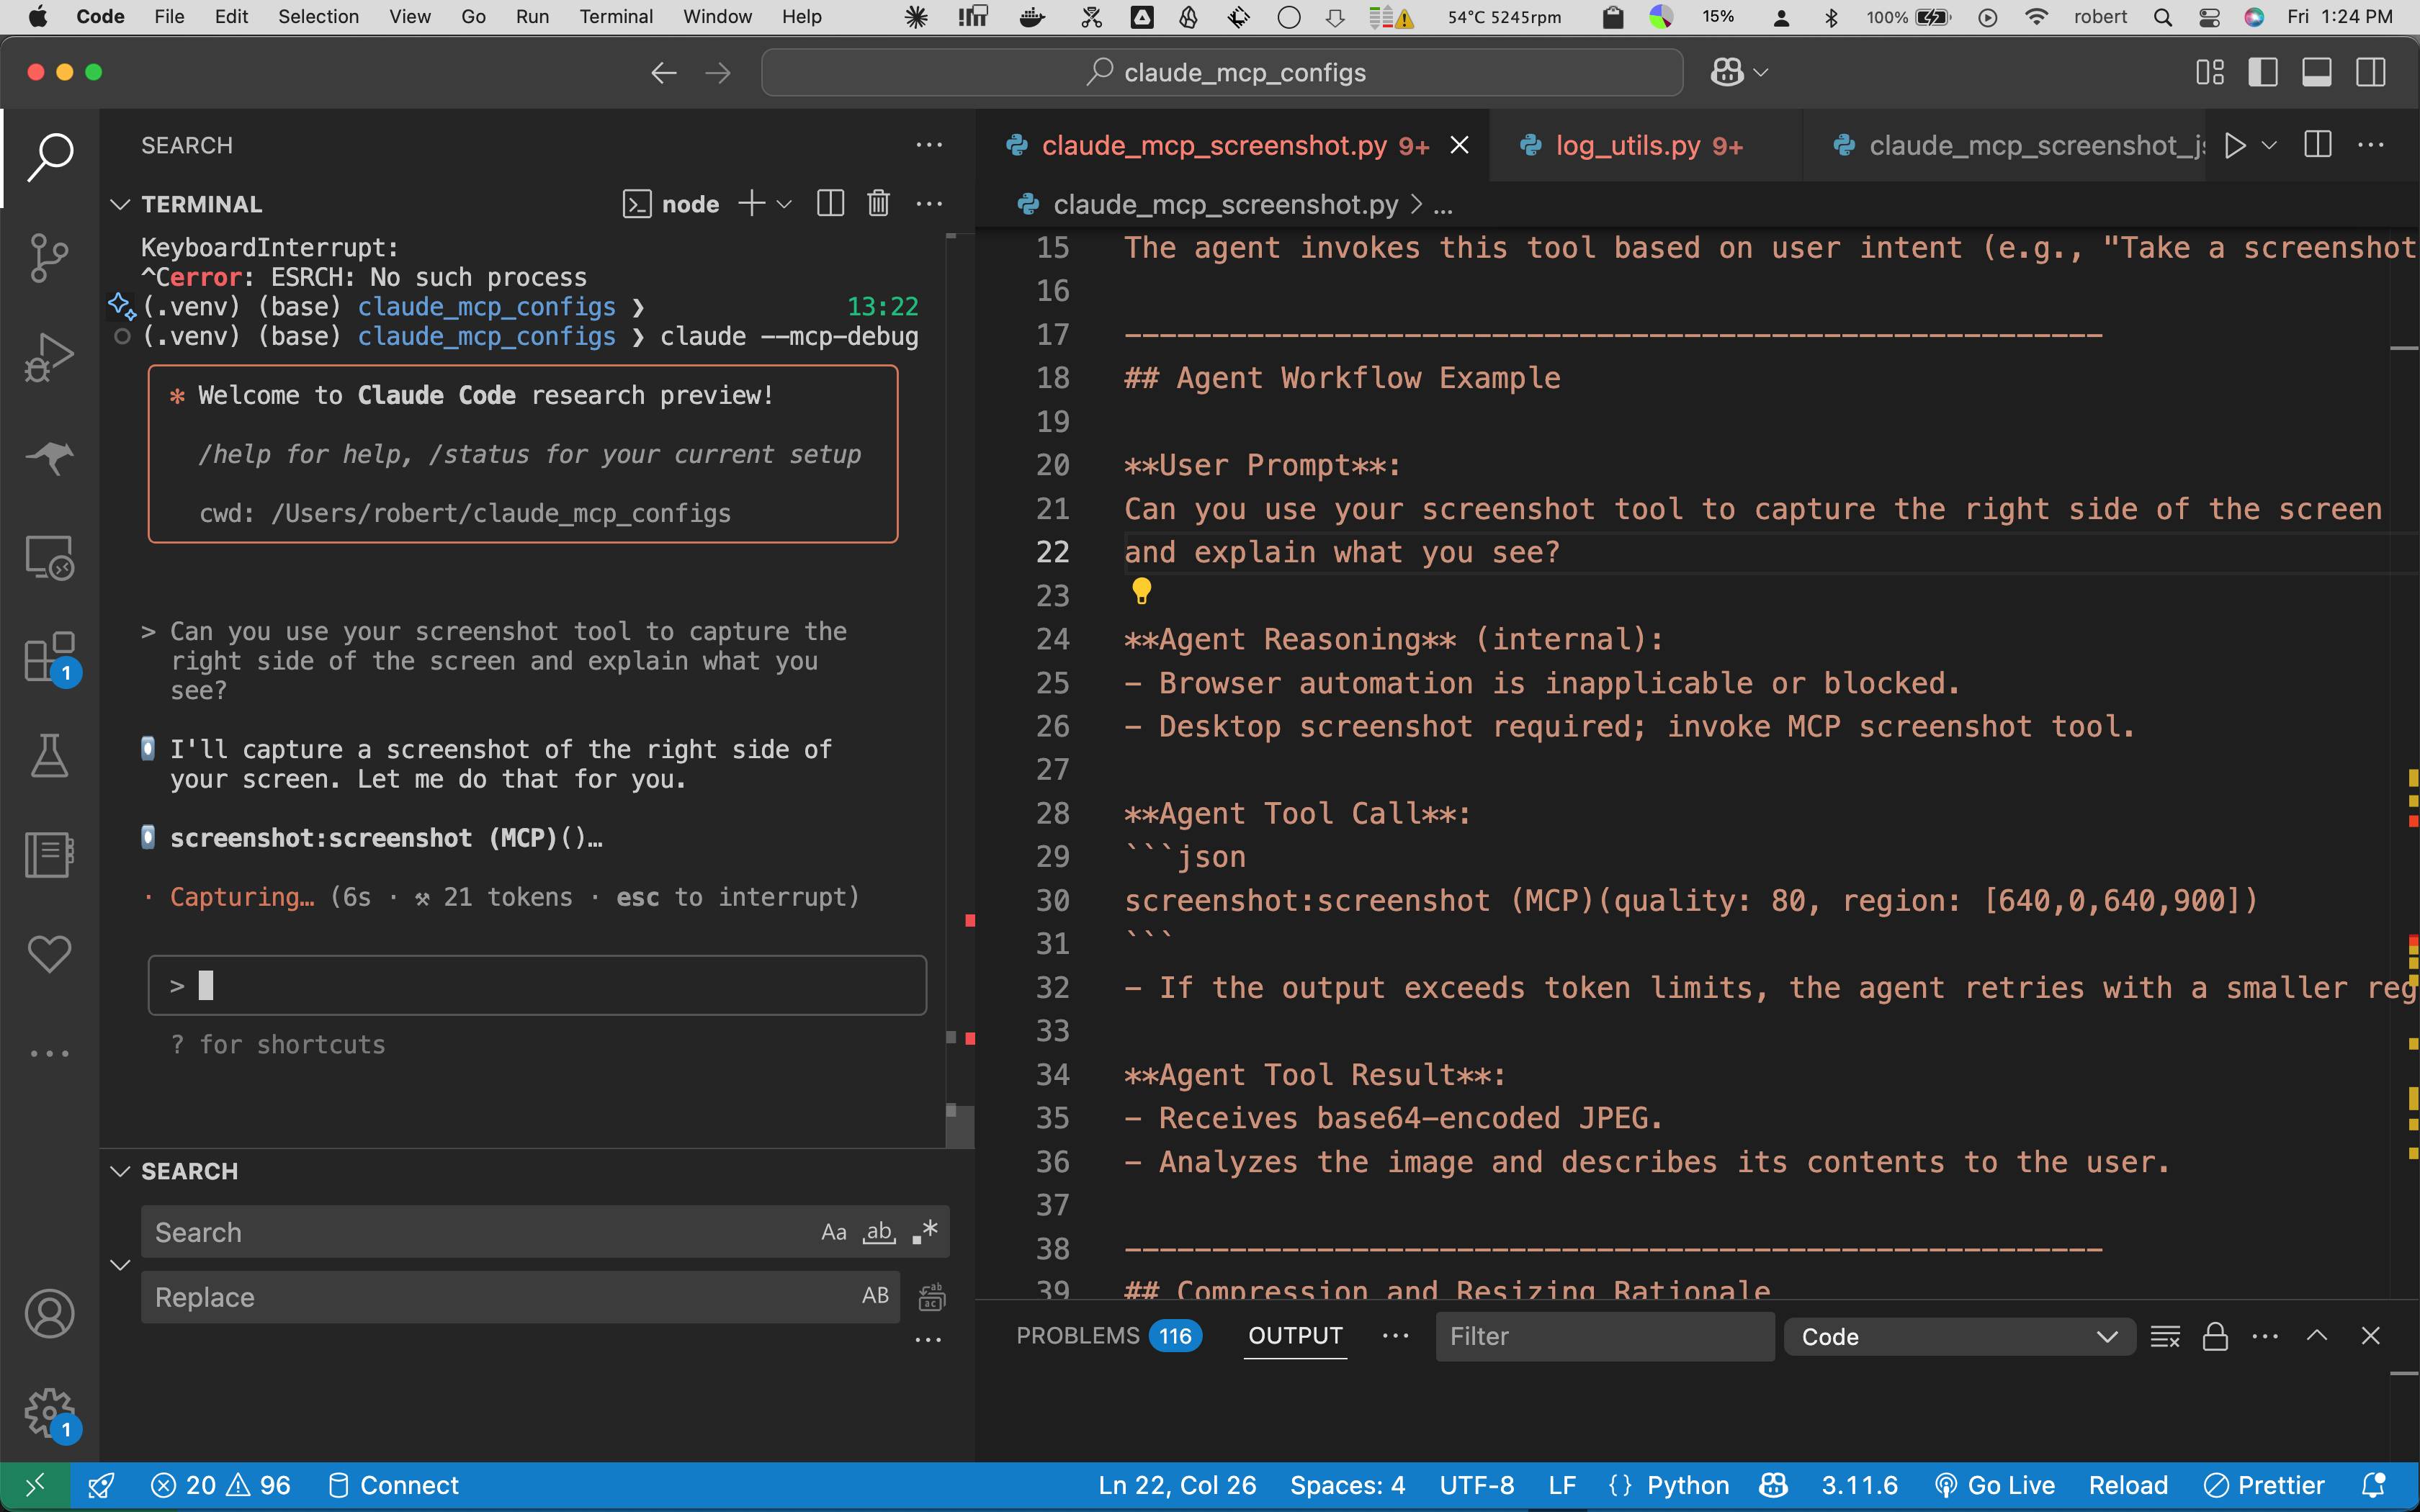 Code File Edit Selection View Go Run Terminal Window Help 54°C 5245rpm 15% 100% robert Fri 1:24 PM
claude_mcp_configs
SEARCH
TERMINAL
node
KeyboardInterrupt:
^Cerror: ESRCH: No such process
(.venv) (base) claude_mcp_configs ❯ 13:22
(.venv) (base) claude_mcp_configs ❯ claude --mcp-debug
✻ Welcome to Claude Code research preview!
/help for help, /status for your current setup
cwd: /Users/robert/claude_mcp_configs
> Can you use your screenshot tool to capture the
right side of the screen and explain what you
see?
I'll capture a screenshot of the right side of
your screen. Let me do that for you.
screenshot:screenshot (MCP)()…
· Capturing… (6s · ⚒ 21 tokens · esc to interrupt)
>
? for shortcuts
SEARCH
Search Aa ab .*
Replace AB
1
1
claude_mcp_screenshot.py 9+ log_utils.py 9+ claude_mcp_screenshot_js
claude_mcp_screenshot.py > ...
15 The agent invokes this tool based on user intent (e.g., "Take a screenshot
16
17 --------------------------------------------------------
18 ## Agent Workflow Example
19
20 **User Prompt**:
21 Can you use your screenshot tool to capture the right side of the screen
22 and explain what you see?
23
24 **Agent Reasoning** (internal):
25 - Browser automation is inapplicable or blocked.
26 - Desktop screenshot required; invoke MCP screenshot tool.
27
28 **Agent Tool Call**:
29 ```json
30 screenshot:screenshot (MCP)(quality: 80, region: [640,0,640,900])
31 ```
32 - If the output exceeds token limits, the agent retries with a smaller reg
33
34 **Agent Tool Result**:
35 - Receives base64-encoded JPEG.
36 - Analyzes the image and describes its contents to the user.
37
38 --------------------------------------------------------
39 ## Compression and Resizing Rationale
PROBLEMS 116 OUTPUT ... Filter Code
20 96 Connect Ln 22, Col 26 Spaces: 4 UTF-8 LF {} Python 3.11.6 Go Live Reload Prettier